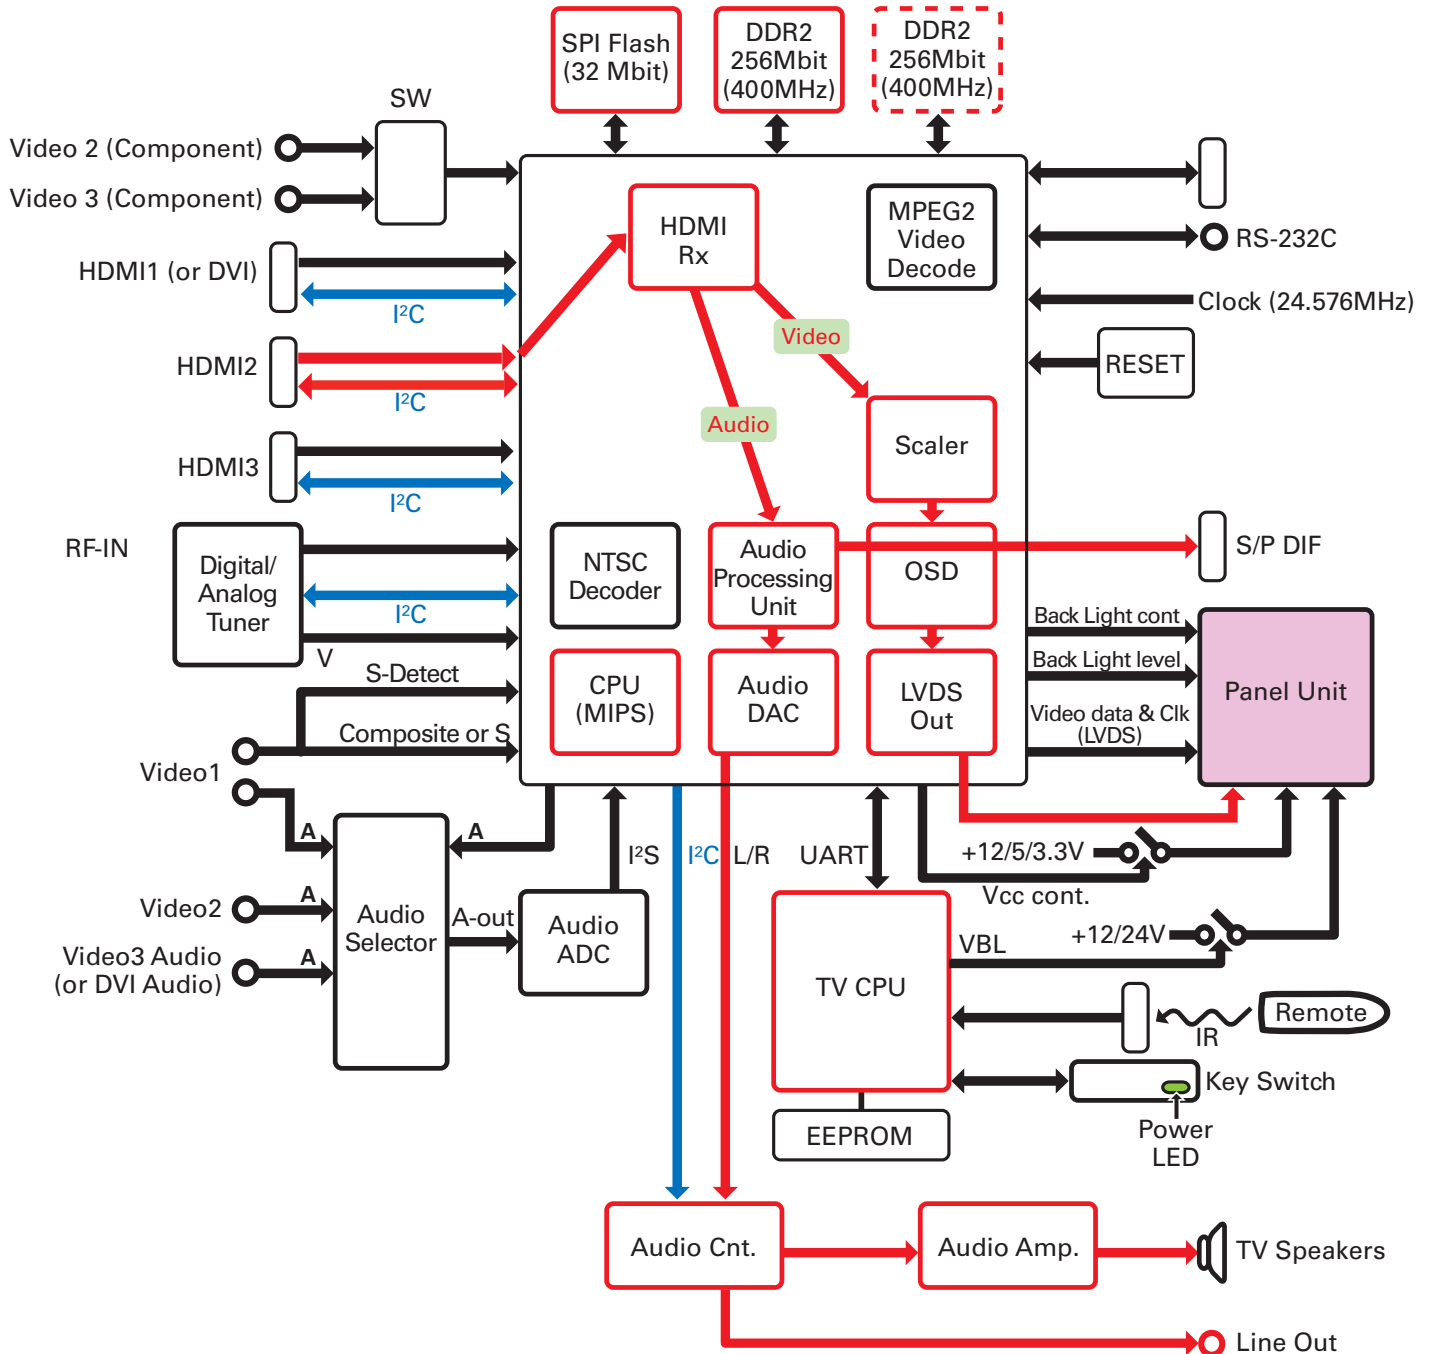 SPI Flash
(32 Mbit)
DDR2
256Mbit
(400MHz)
DDR2
256Mbit
(400MHz)
SW
Video 2 (Component)
Video 3 (Component)
HDMI
Rx
MPEG2
Video
Decode
RS-232C
HDMI1 (or DVI)
I²C
Clock (24.576MHz)
Video
RESET
HDMI2
I²C
Audio
Scaler
HDMI3
I²C
RF-IN
Digital/
Analog
Tuner
I²C
V
NTSC
Decoder
Audio
Processing
Unit
OSD
S/P DIF
Back Light cont
Back Light level
Video data & Clk
(LVDS)
Panel Unit
S-Detect
Composite or S
CPU
(MIPS)
Audio
DAC
LVDS
Out
Video1
A
A
I²S
I²C
L/R
UART
+12/5/3.3V
Vcc cont.
Video2
A
Audio
Selector
A-out
Audio
ADC
Video3 Audio
(or DVI Audio)
A
VBL
+12/24V
TV CPU
IR
Remote
Key Switch
Power
LED
EEPROM
Audio Cnt.
Audio Amp.
TV Speakers
Line Out